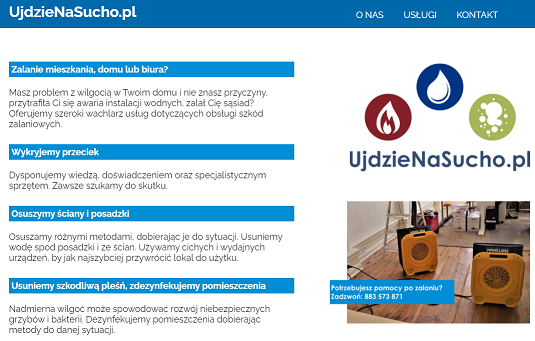 UjdzieNaSucho.pl
O NAS
USŁUGI
KONTAKT
Zalanie mieszkania, domu lub biura?
Masz problem z wilgocią w Twoim domu i nie znasz przyczyny,
przytrafiła Ci się awaria instalacji wodnych, zalał Cię sąsiad?
Oferujemy szeroki wachlarz usług dotyczących obsługi szkód
zalaniowych.
Wykryjemy przeciek
Dysponujemy wiedzą, doświadczeniem oraz specjalistycznym
sprzętem. Zawsze szukamy do skutku.
Osuszymy ściany i posadzki
Osuszamy różnymi metodami, dobierając je do sytuacji. Usuniemy
wodę spod posadzki i ze ścian. Używamy cichych i wydajnych
urządzeń, by jak najszybciej przywrócić lokal do użytku.
Usuniemy szkodliwą pleśń, zdezynfekujemy pomieszczenia
Nadmierna wilgoć może spowodować rozwój niebezpiecznych
grzybów i bakterii. Dezynfekujemy pomieszczenia dobierając
metody do danej sytuacji.
UjdzieNaSucho.pl
Potrzebujesz pomocy po zalaniu?
Zadzwoń: 883 573 871